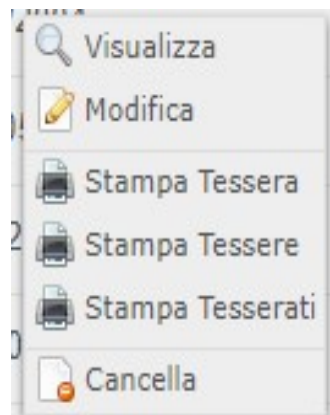 Visualizza
Modifica
Stampa Tessera
Stampa Tessere
Stampa Tesserati
Cancella